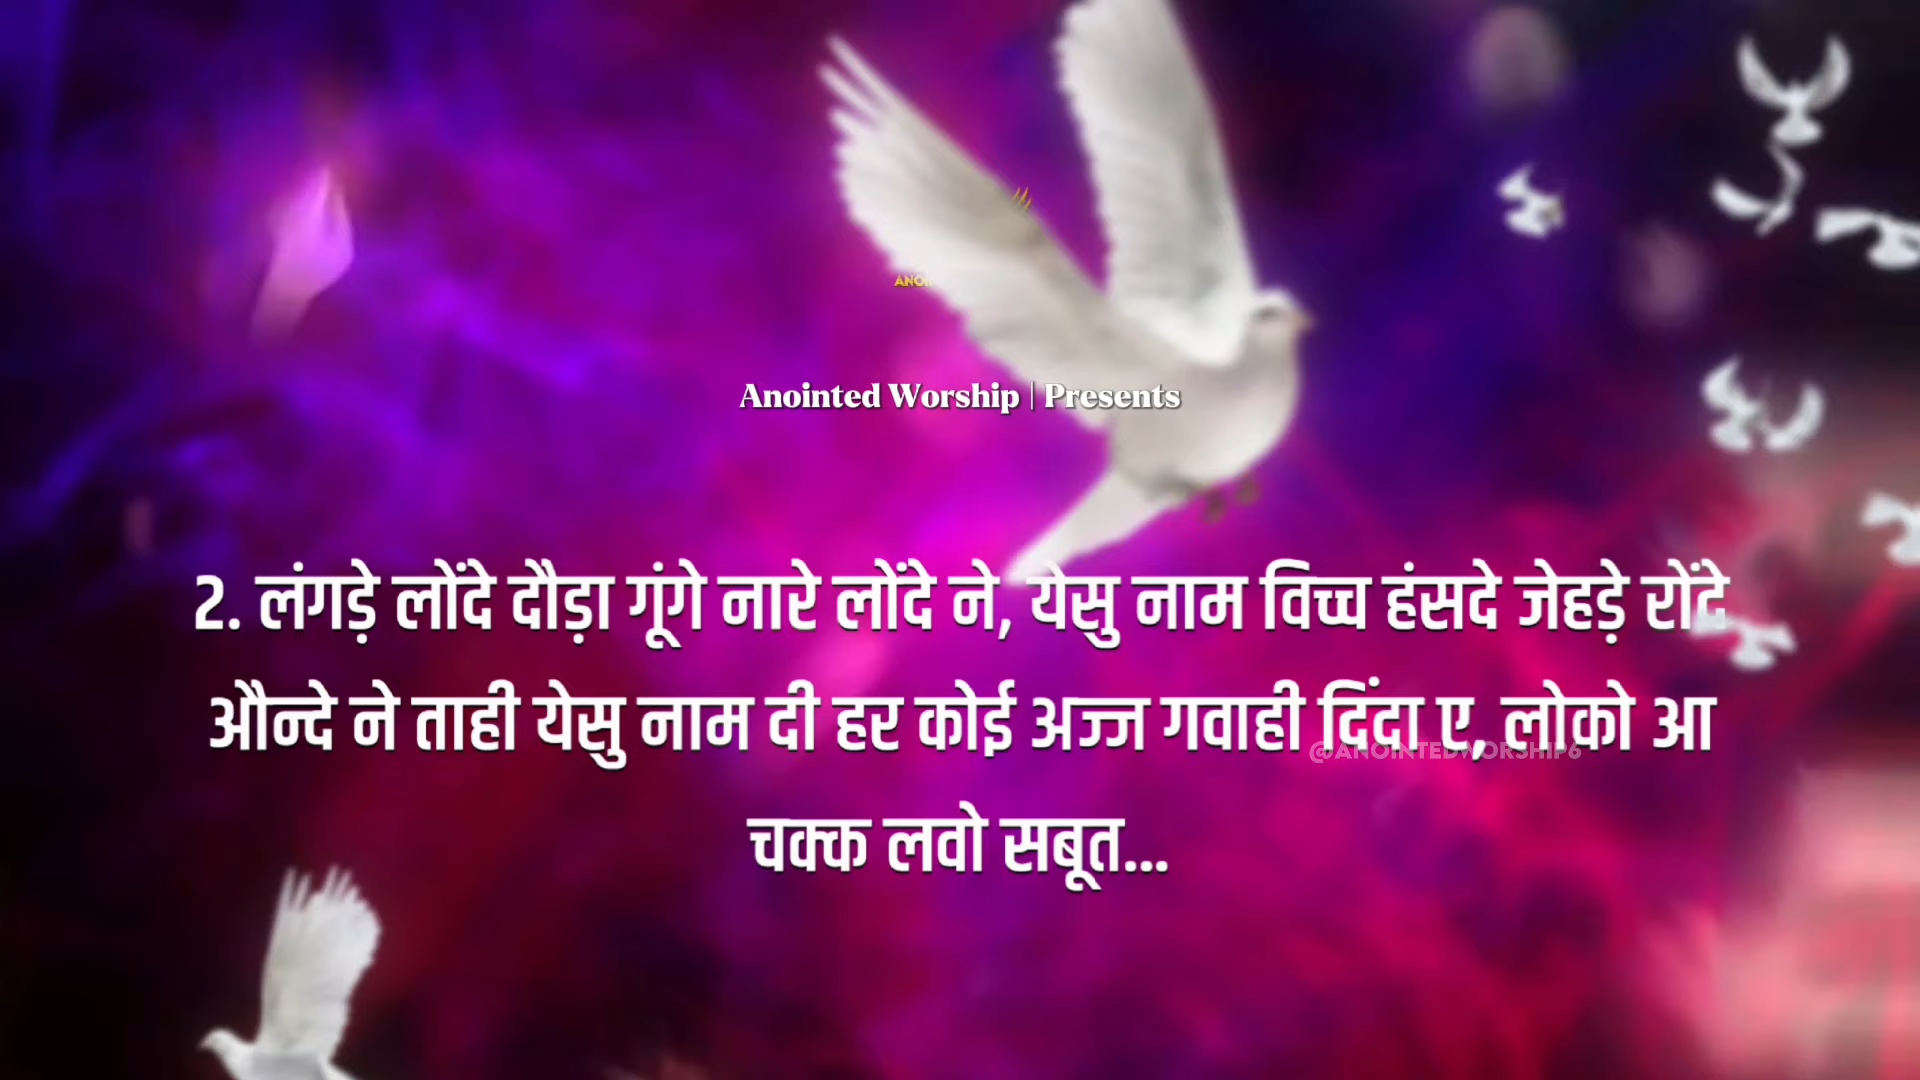 Anointed Worship | Presents
2. लंगड़े लोंदे दौड़ा गूंगे नारे लोंदे ने, येसु नाम विच्च हंसदे जेहड़े रोंदे
औन्दे ने ताही येसु नाम दी हर कोई अज्ज गवाही दिंदा ए, लोको आ
@ANOINTEDWORSHIP6
चक्क लवो सबूत...